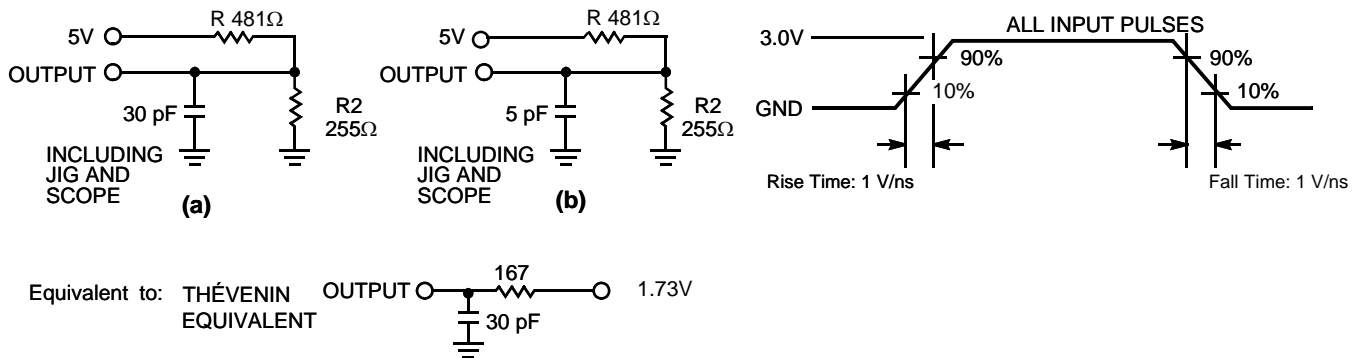 R 481Ω
5V
OUTPUT
30 pF
R2
255Ω
INCLUDING
JIG AND
SCOPE
(a)
R 481Ω
5V
OUTPUT
5 pF
R2
255Ω
INCLUDING
JIG AND
SCOPE
(b)
ALL INPUT PULSES
3.0V
90%
10%
GND
90%
10%
Rise Time: 1 V/ns
Fall Time: 1 V/ns
Equivalent to: THÉVENIN
EQUIVALENT
OUTPUT
167
1.73V
30 pF